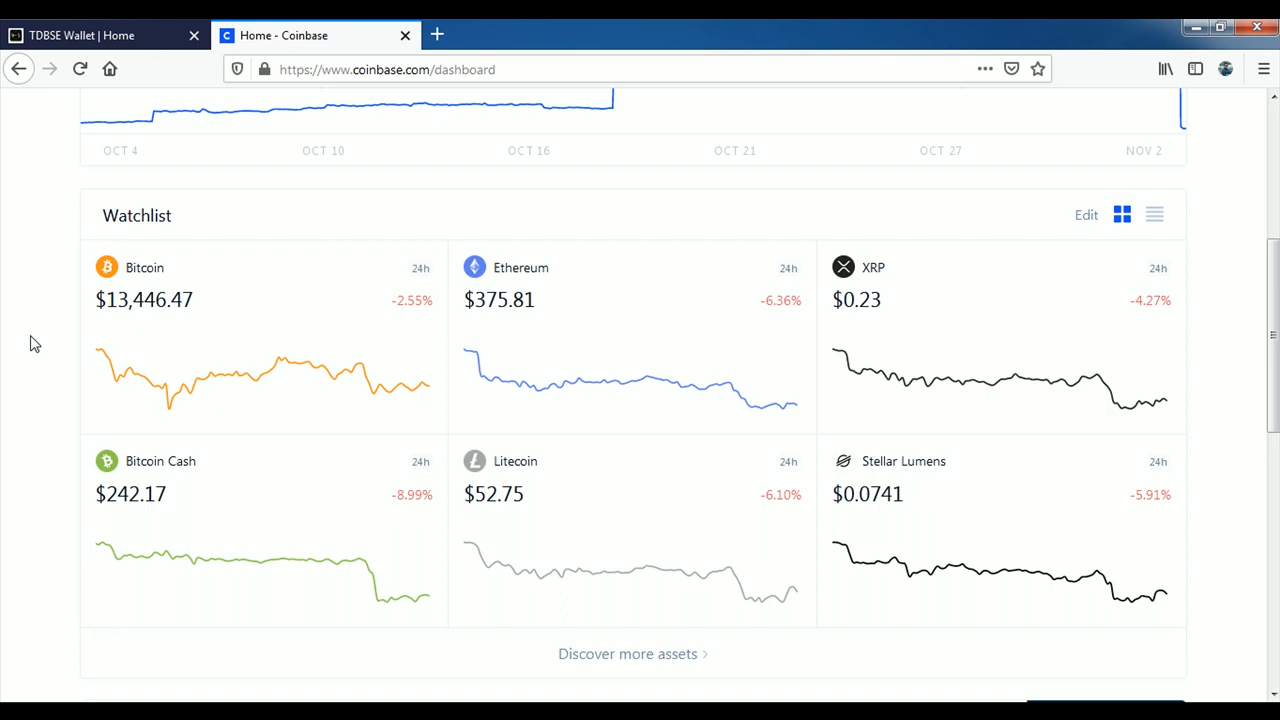 TDBSE Wallet | Home
Home - Coinbase
https://www.coinbase.com/dashboard
OCT 4 OCT 10 OCT 16 OCT 21 OCT 27 NOV 2
Watchlist Edit
Bitcoin 24h Ethereum 24h XRP 24h
$13,446.47 -2.55% $375.81 -6.36% $0.23 -4.27%
Bitcoin Cash 24h Litecoin 24h Stellar Lumens 24h
$242.17 -8.99% $52.75 -6.10% $0.0741 -5.91%
Discover more assets >